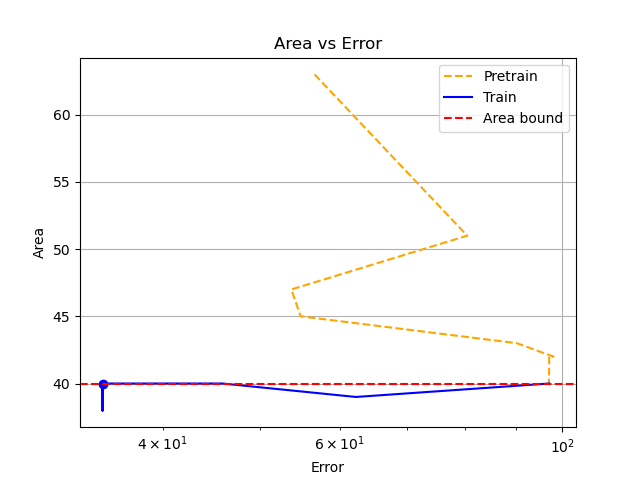 Area vs Error
Pretrain
Train
Area bound
60
55
50
45
40
Area
4 × 10¹
6 × 10¹
10²
Error